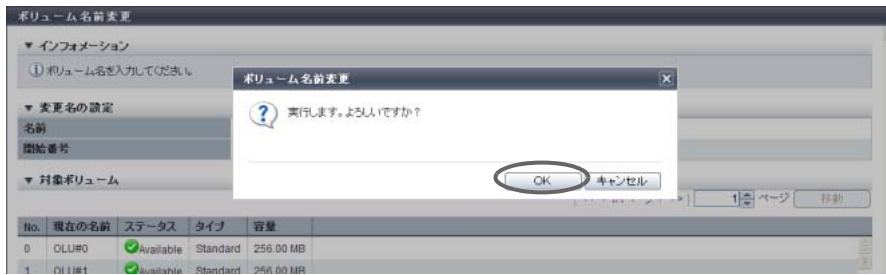 ボリューム名前変更
▼ インフォメーション
ボリューム名を入力してください。
ボリューム名前変更
実行します。よろしいですか?
▼ 変更名の設定
名前
開始番号
OK キャンセル
▼ 対象ボリューム
1 ページ 移動
No. 現在の名前 ステータス タイプ 容量
0 OLU#0 Available Standard 256.00 MB
1 OLU#1 Available Standard 256.00 MB